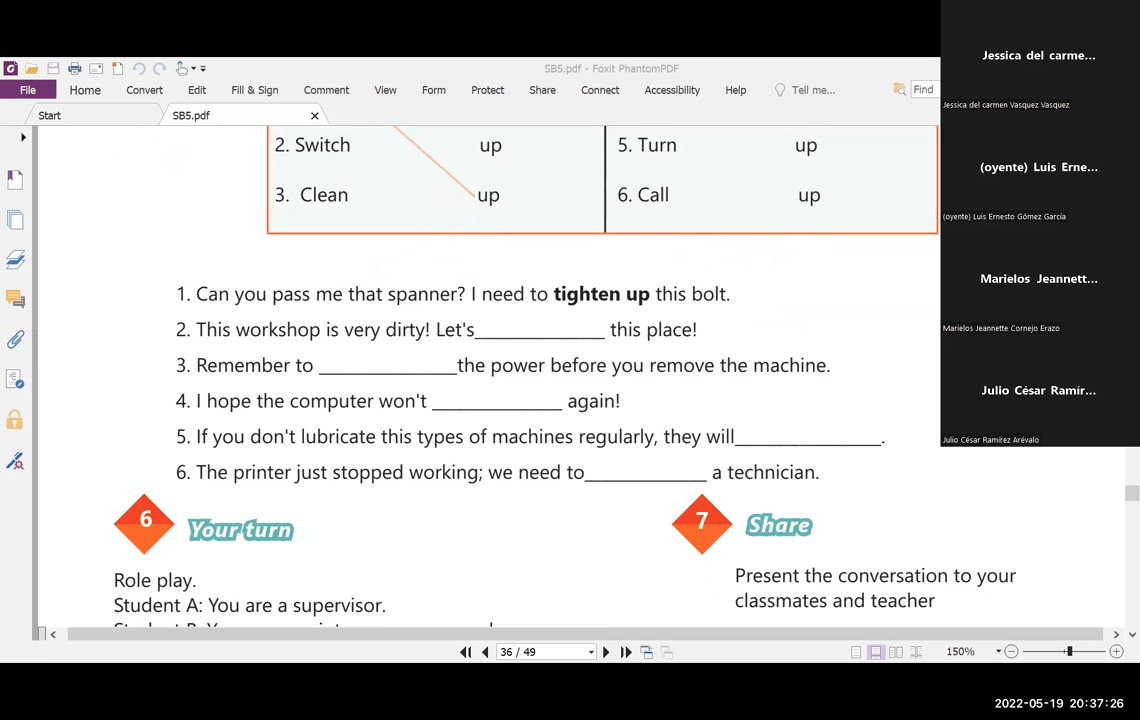 SB5.pdf - Foxit PhantomPDF
File Home Convert Edit Fill & Sign Comment View Form Protect Share Connect Accessibility Help Tell me... Find
Start SB5.pdf
2. Switch up 5. Turn up
3. Clean up 6. Call up
1. Can you pass me that spanner? I need to tighten up this bolt.
2. This workshop is very dirty! Let's____________ this place!
3. Remember to _____________the power before you remove the machine.
4. I hope the computer won't ____________ again!
5. If you don't lubricate this types of machines regularly, they will______________.
6. The printer just stopped working; we need to___________ a technician.
6 Your turn
Role play.
Student A: You are a supervisor.
7 Share
Present the conversation to your
classmates and teacher
36 / 49
150%
Jessica del carme...
Jessica del carmen Vasquez Vasquez
(oyente) Luis Erne...
(oyente) Luis Ernesto Gómez García
Marielos Jeannett...
Marielos Jeannette Cornejo Erazo
Julio César Ramír...
Julio César Ramírez Arévalo
2022-05-19 20:37:26